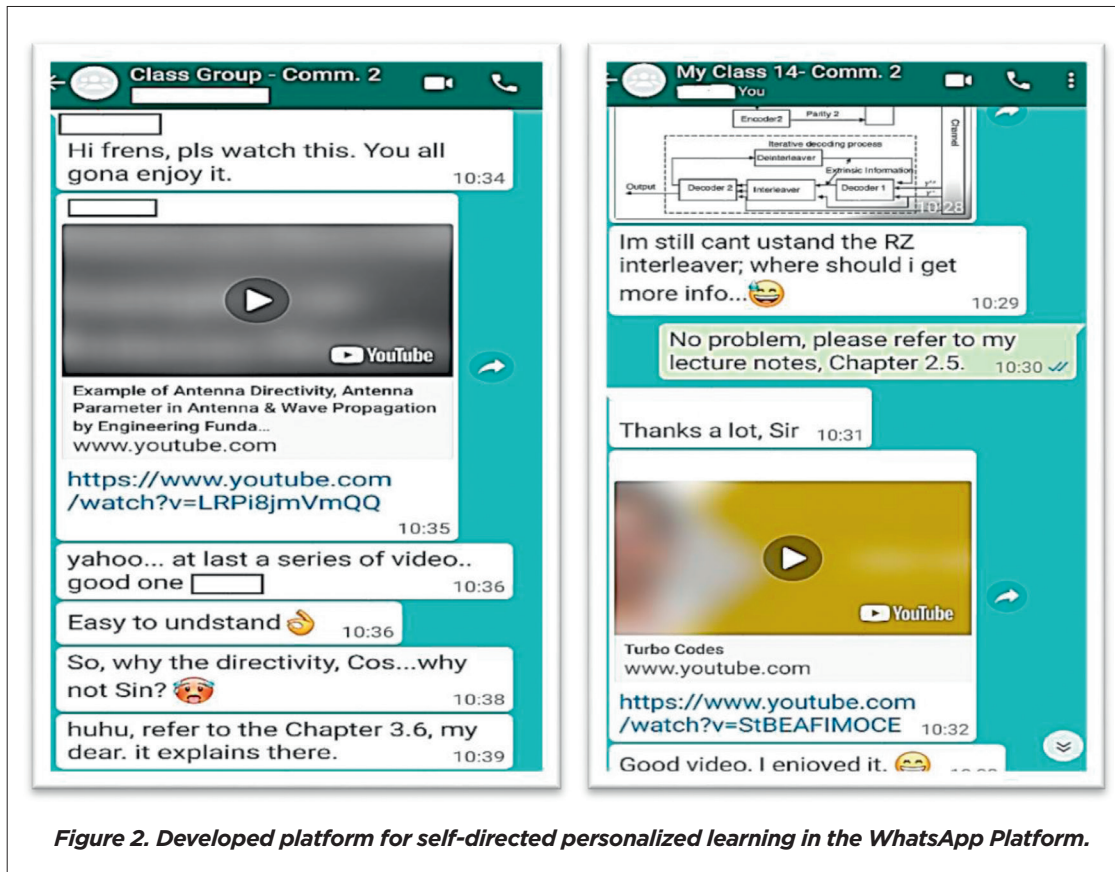 Class Group - Comm. 2
Hi frens, pls watch this. You all
gona enjoy it.
10:34
YouTube
Example of Antenna Directivity, Antenna
Parameter in Antenna & Wave Propagation
by Engineering Funda...
www.youtube.com
https://www.youtube.com
/watch?v=LRPi8jmVmQQ
10:35
yahoo... at last a series of video..
good one
10:36
Easy to undstand 👌 10:36
So, why the directivity, Cos...why
not Sin? 🥵
10:38
huhu, refer to the Chapter 3.6, my
dear. it explains there.
10:39
My Class 14- Comm. 2
You
Encoder2
Parity 2
Channel
Iterative decoding process
Deinterleaver
Extrinsic Information
Output
Decoder 2
Interleaver
Decoder 1
10:28
Im still cant ustand the RZ
interleaver; where should i get
more info...😅
10:29
No problem, please refer to my
lecture notes, Chapter 2.5. 10:30
Thanks a lot, Sir 10:31
YouTube
Turbo Codes
www.youtube.com
https://www.youtube.com
/watch?v=StBEAFIMOCE 10:32
Good video. I enjoyed it. 😄
Figure 2. Developed platform for self-directed personalized learning in the WhatsApp Platform.